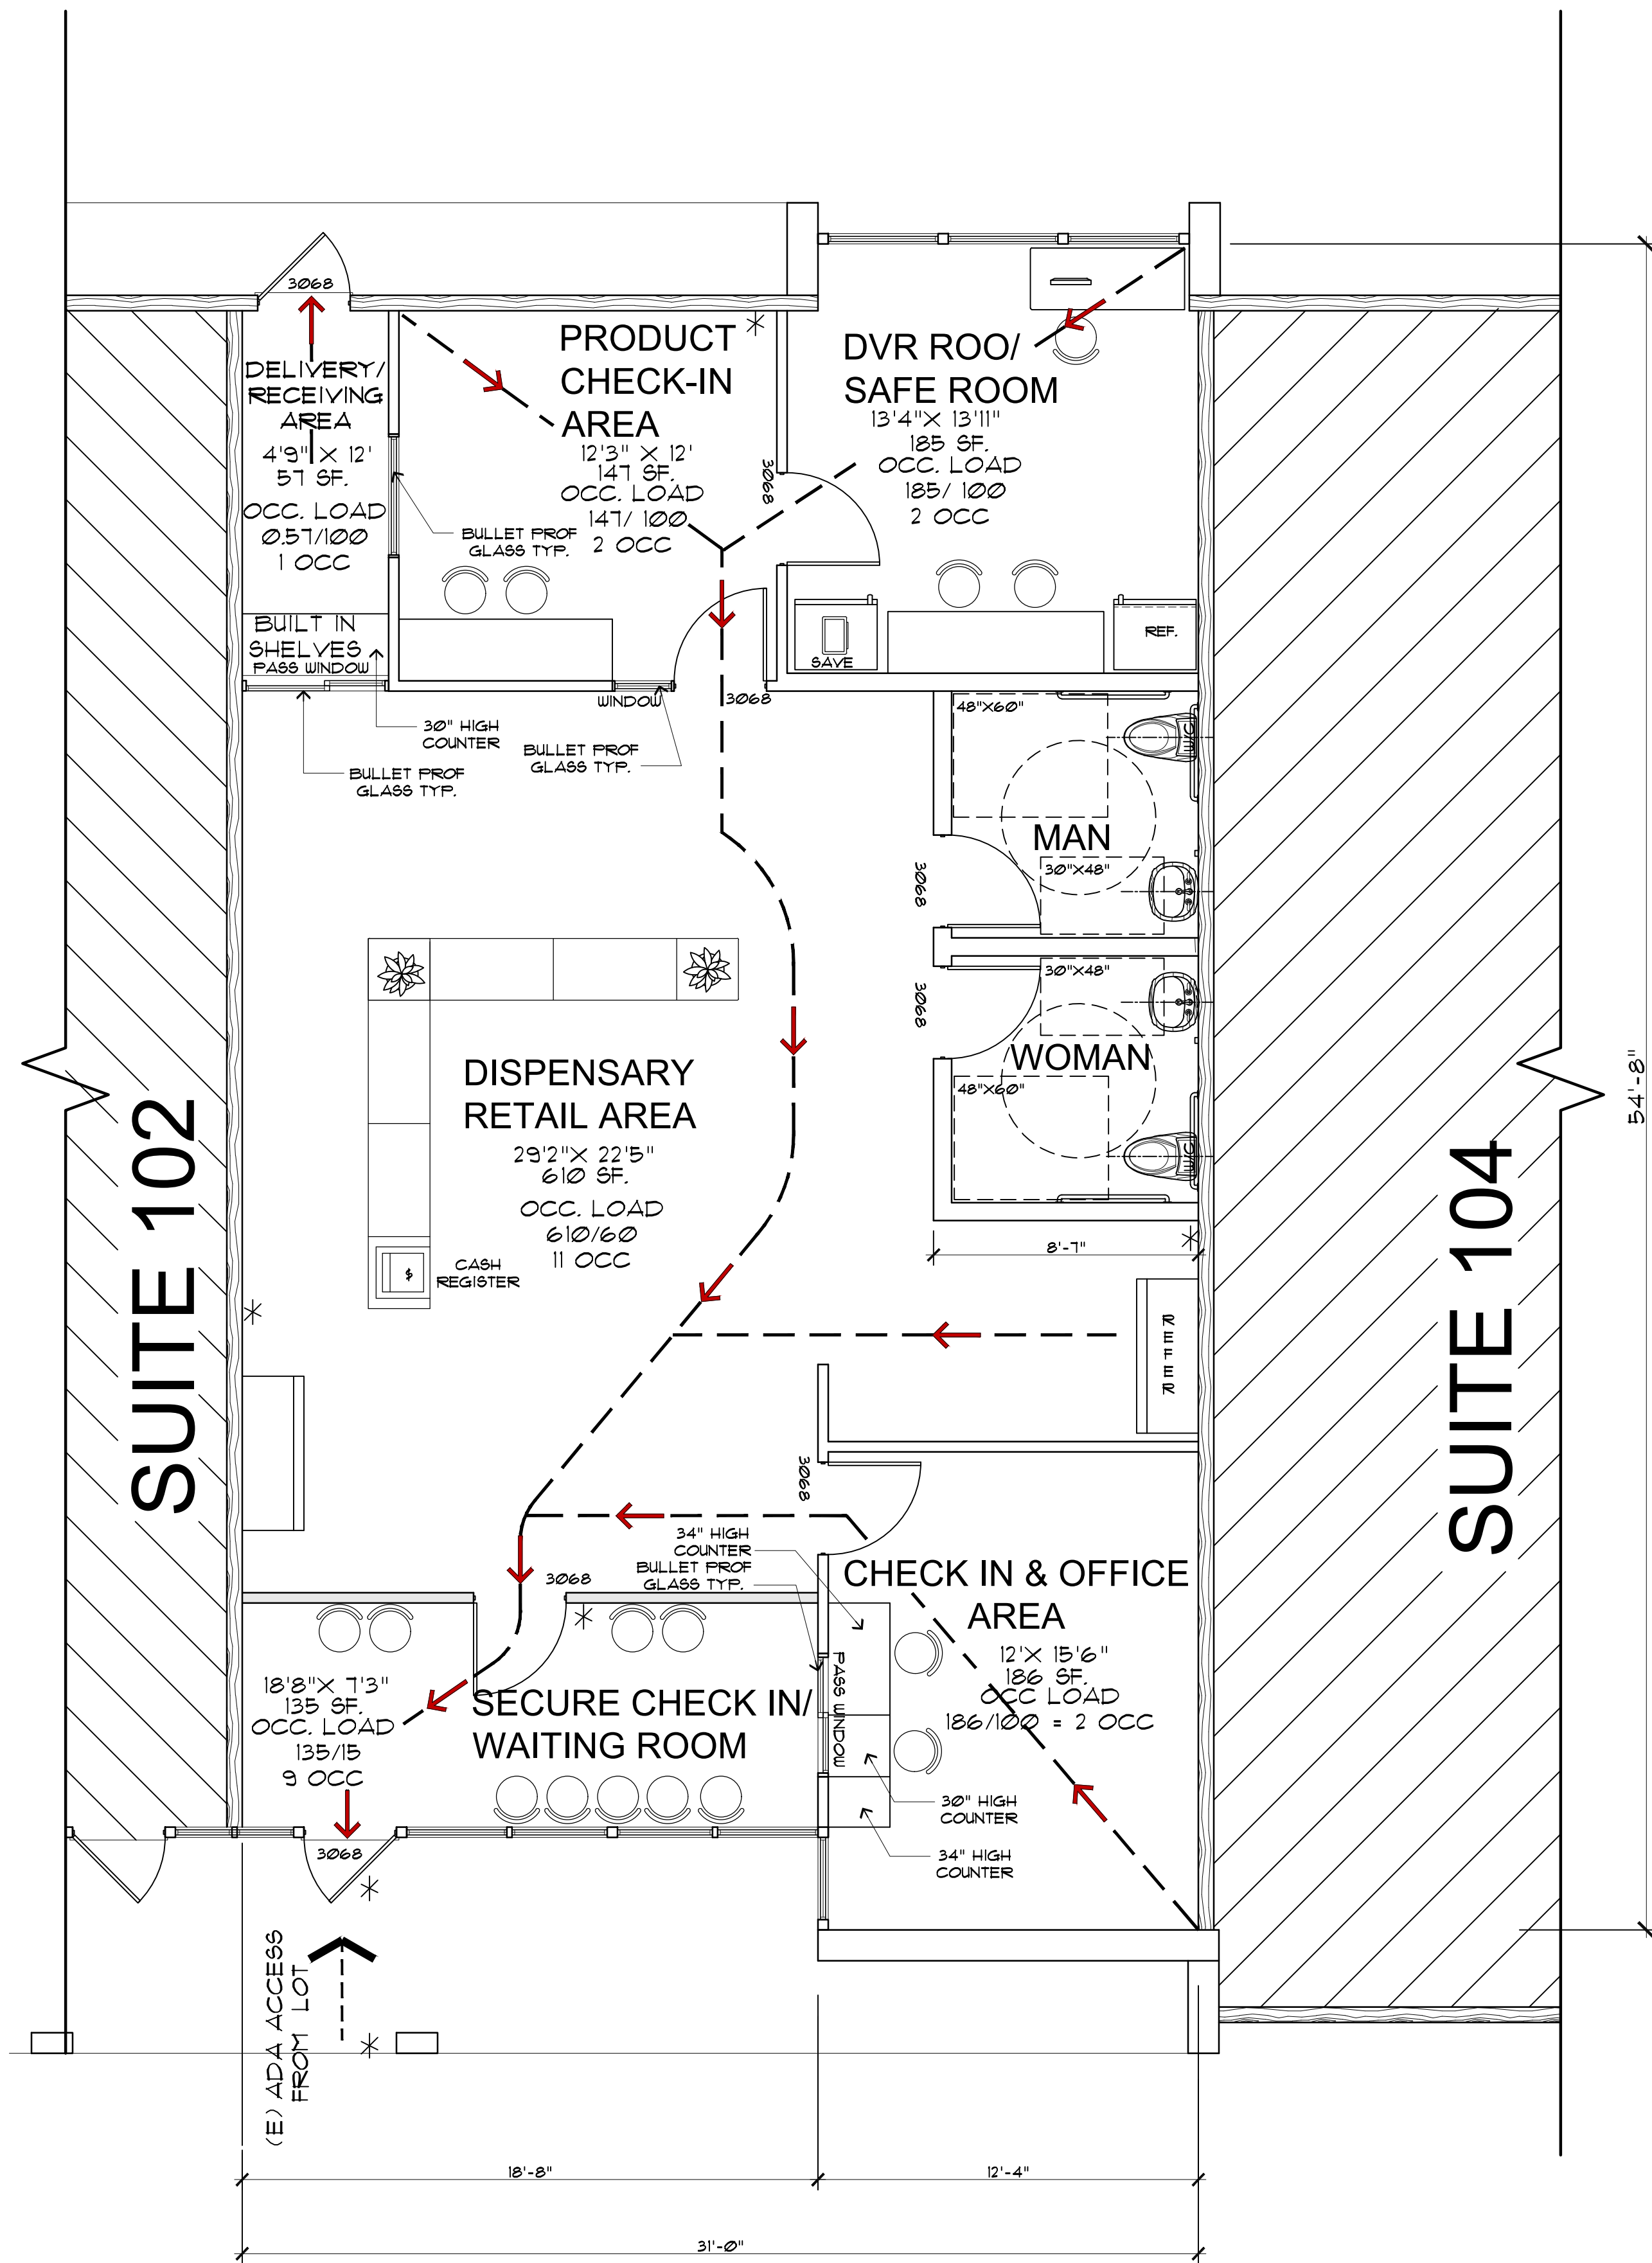 3068
DELIVERY/
RECEIVING
AREA
4'9" X 12'
57 SF.
OCC. LOAD
0.57/100
1 OCC
BUILT IN
SHELVES
PASS WINDOW
PRODUCT
CHECK-IN
AREA
12'3" X 12'
147 SF.
OCC. LOAD
147/ 100
2 OCC
BULLET PROF
GLASS TYP.
3068
DVR ROO/
SAFE ROOM
13'4"X 13'11"
185 SF.
OCC. LOAD
185/ 100
2 OCC
SAVE
REF.
WINDOW
3068
30" HIGH
COUNTER
BULLET PROF
GLASS TYP.
BULLET PROF
GLASS TYP.
48"X60"
W/C
MAN
30"X48"
3068
30"X48"
3068
WOMAN
48"X60"
W/C
8'-7"
54'-8"
SUITE 102
SUITE 104
DISPENSARY
RETAIL AREA
29'2"X 22'5"
610 SF.
OCC. LOAD
610/60
11 OCC
$
CASH
REGISTER
REFER
3068
34" HIGH
COUNTER
BULLET PROF
GLASS TYP.
3068
CHECK IN & OFFICE
AREA
12'X 15'6"
186 SF.
OCC LOAD
186/100 = 2 OCC
PASS WINDOW
30" HIGH
COUNTER
34" HIGH
COUNTER
18'8"X 7'3"
135 SF.
OCC. LOAD
135/15
9 OCC
SECURE CHECK IN/
WAITING ROOM
3068
(E) ADA ACCESS
FROM LOT
18'-8"
12'-4"
31'-0"